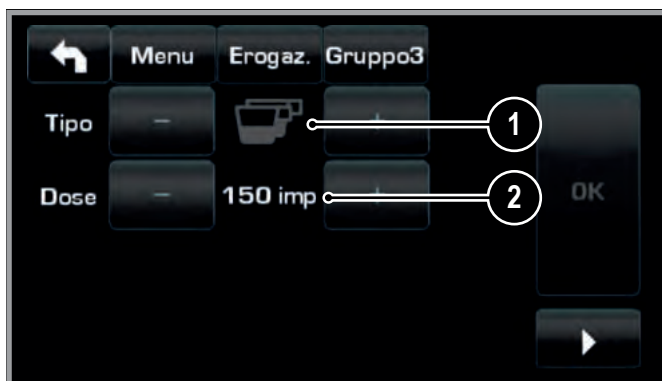 Menu Erogaz. Gruppo3
Tipo - + 1
Dose - 150 imp + 2
OK